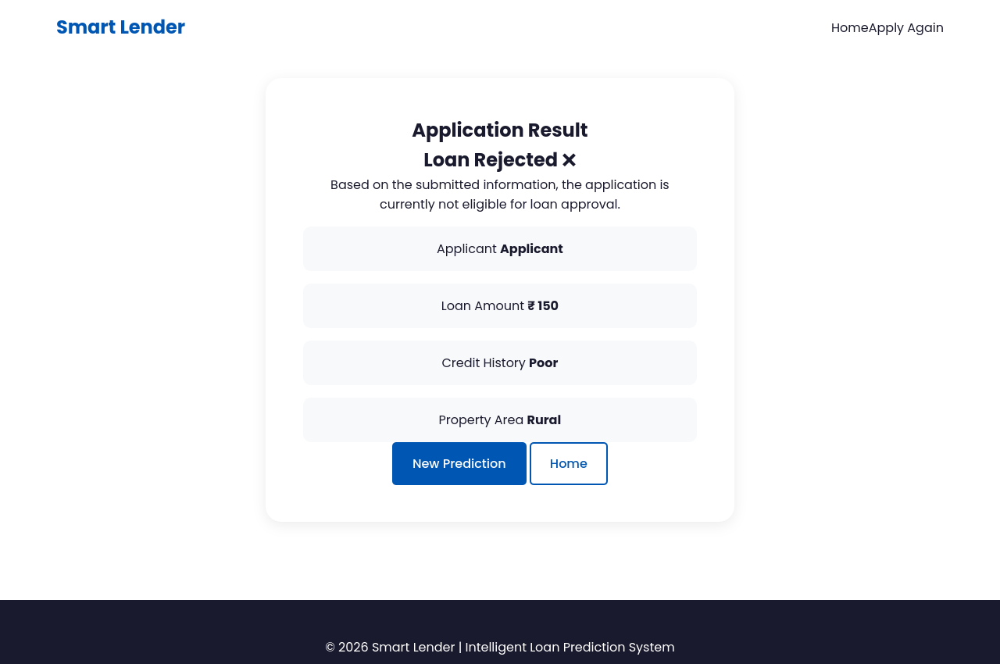 Smart Lender
HomeApply Again
Application Result
Loan Rejected ❌
Based on the submitted information, the application is
currently not eligible for loan approval.
Applicant Applicant
Loan Amount ₹ 150
Credit History Poor
Property Area Rural
New Prediction
Home
© 2026 Smart Lender | Intelligent Loan Prediction System